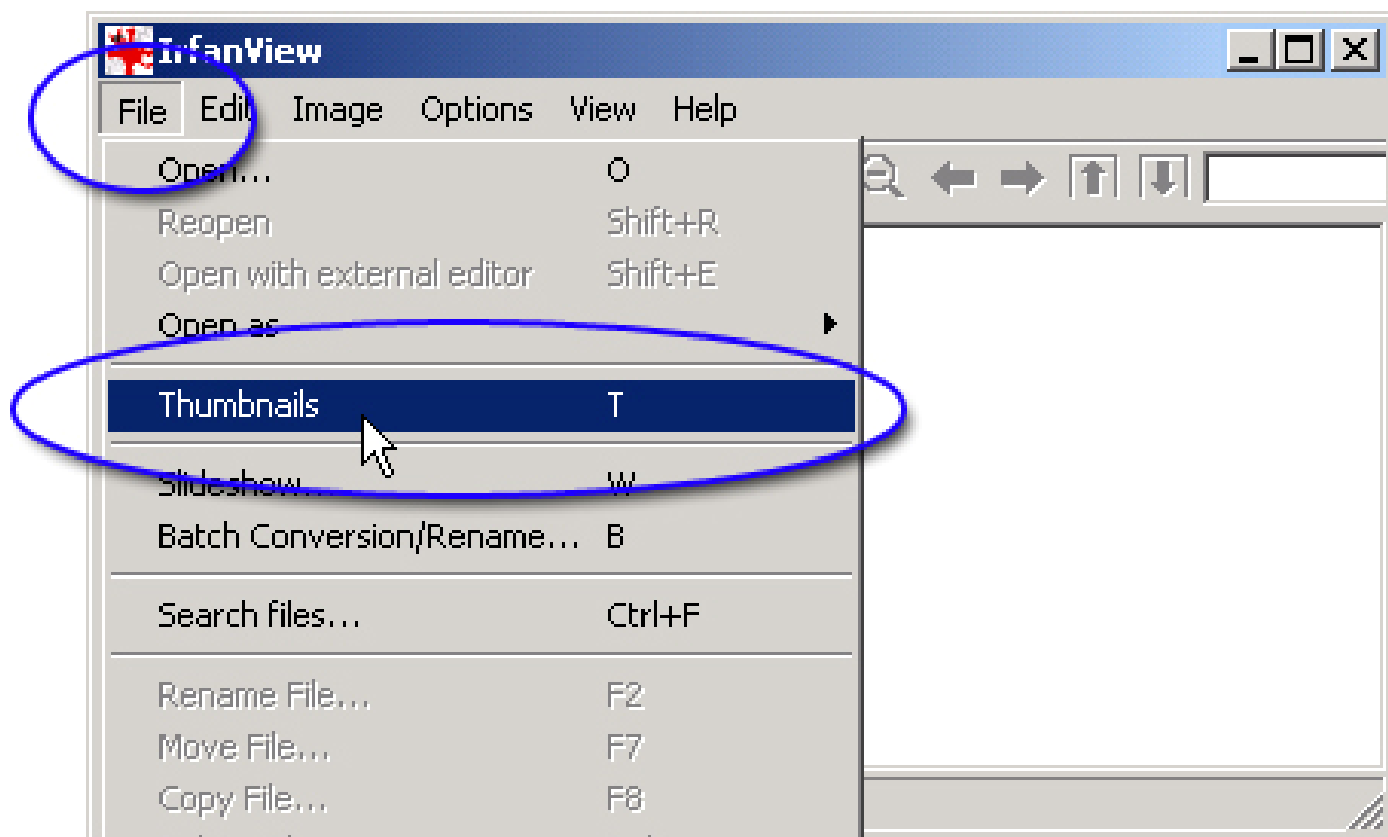 IrfanView
File Edit Image Options View Help
Open... O
Reopen Shift+R
Open with external editor Shift+E
Open as
Thumbnails T
Slideshow... W
Batch Conversion/Rename... B
Search files... Ctrl+F
Rename File... F2
Move File... F7
Copy File... F8